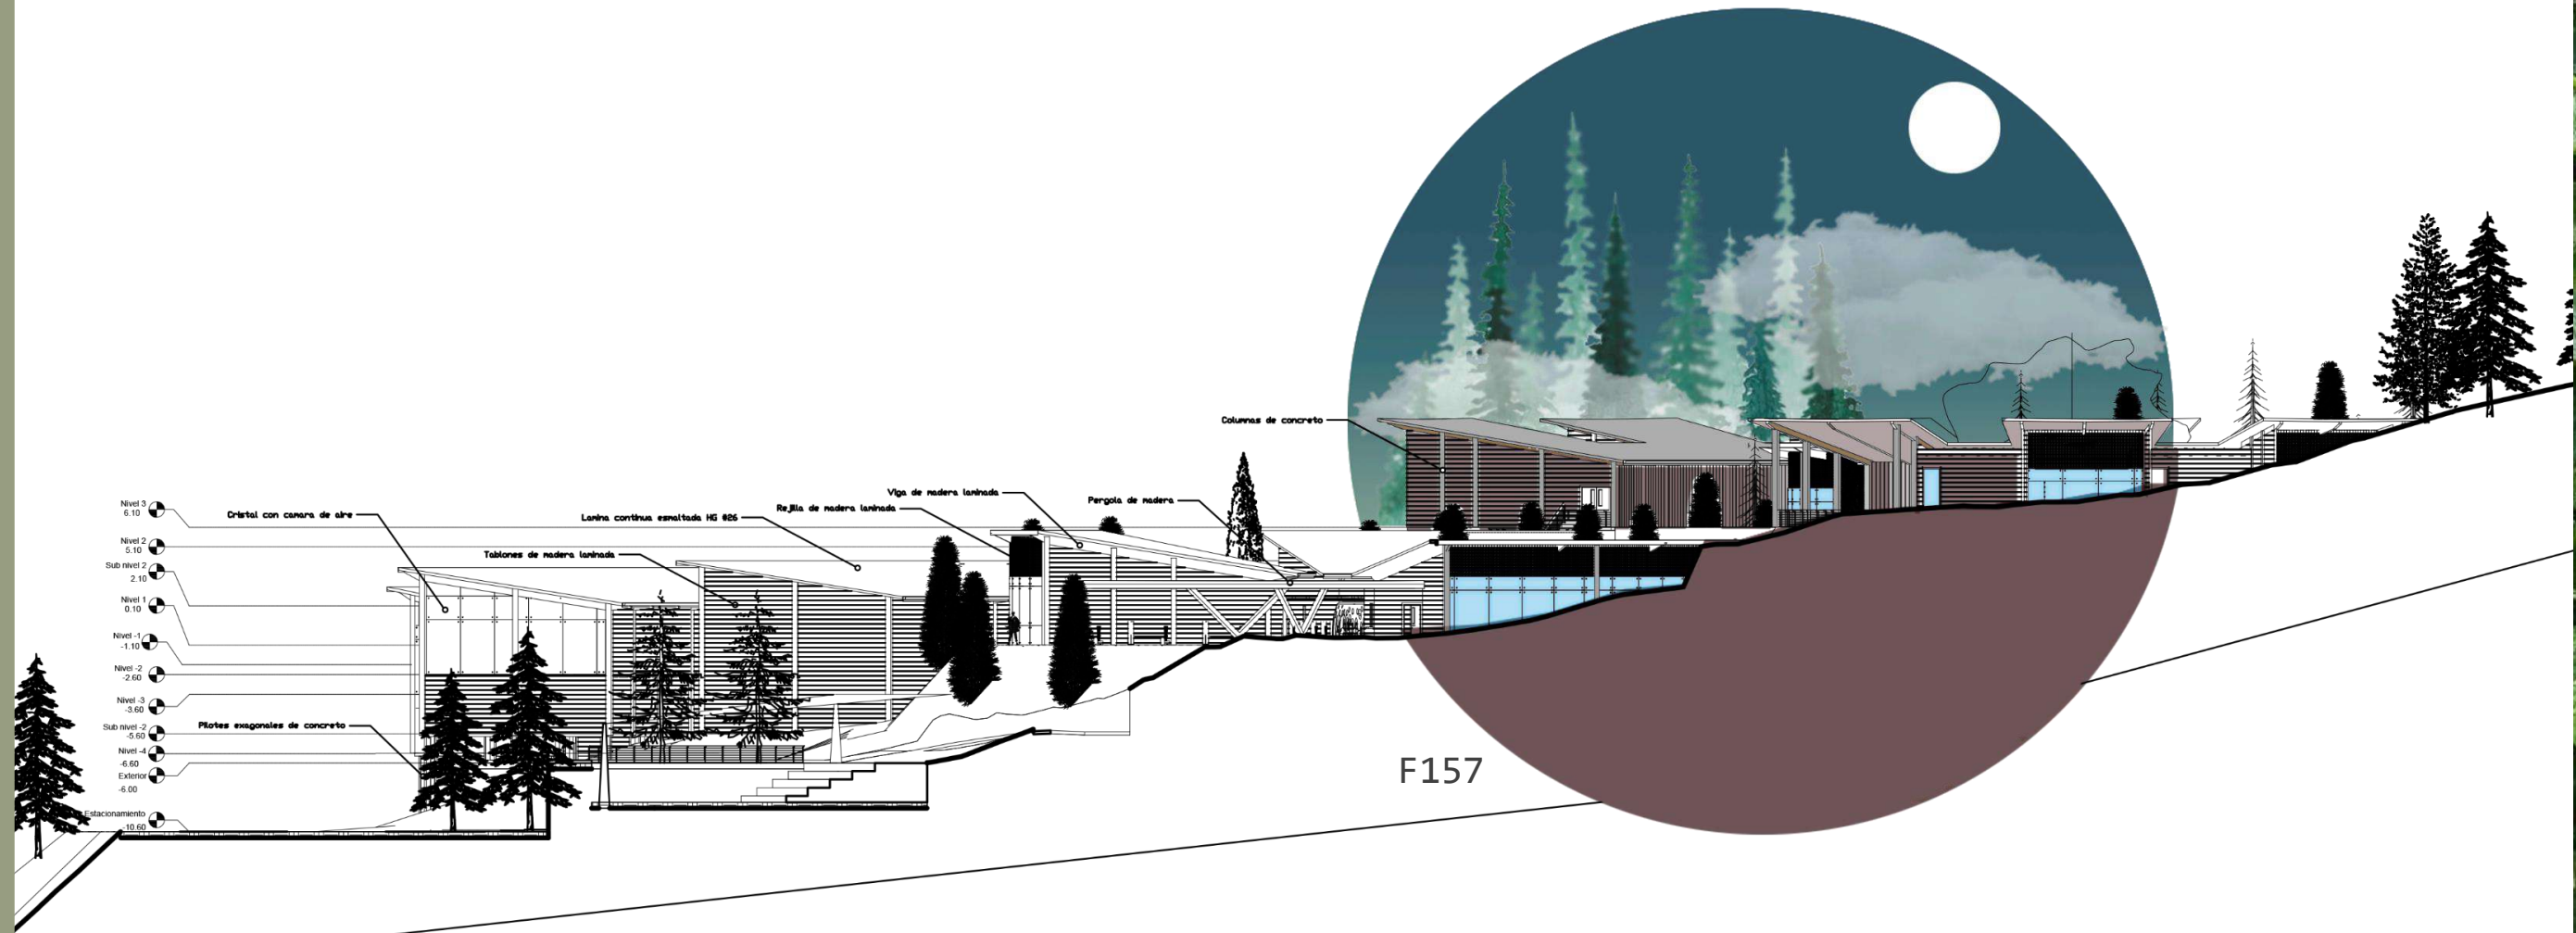 Columnas de concreto
Viga de madera laminada
Pergola de madera
Rejilla de madera laminada
Lamina continua esmaltada HG #26
Cristal con camara de aire
Tablones de madera laminada
Pilotes exagonales de concreto
Nivel 3
6.10
Nivel 2
5.10
Sub nivel 2
2.10
Nivel 1
0.10
Nivel -1
-1.10
Nivel -2
-2.60
Nivel -3
-3.60
Sub nivel -2
-5.60
Nivel -4
-6.60
Exterior
-6.00
Estacionamiento
-10.60
F157